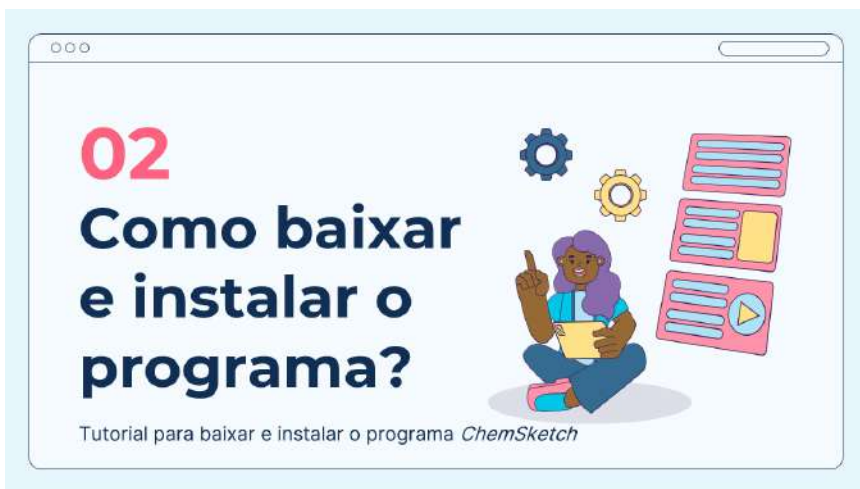 02
Como baixar
e instalar o
programa?
Tutorial para baixar e instalar o programa ChemSketch